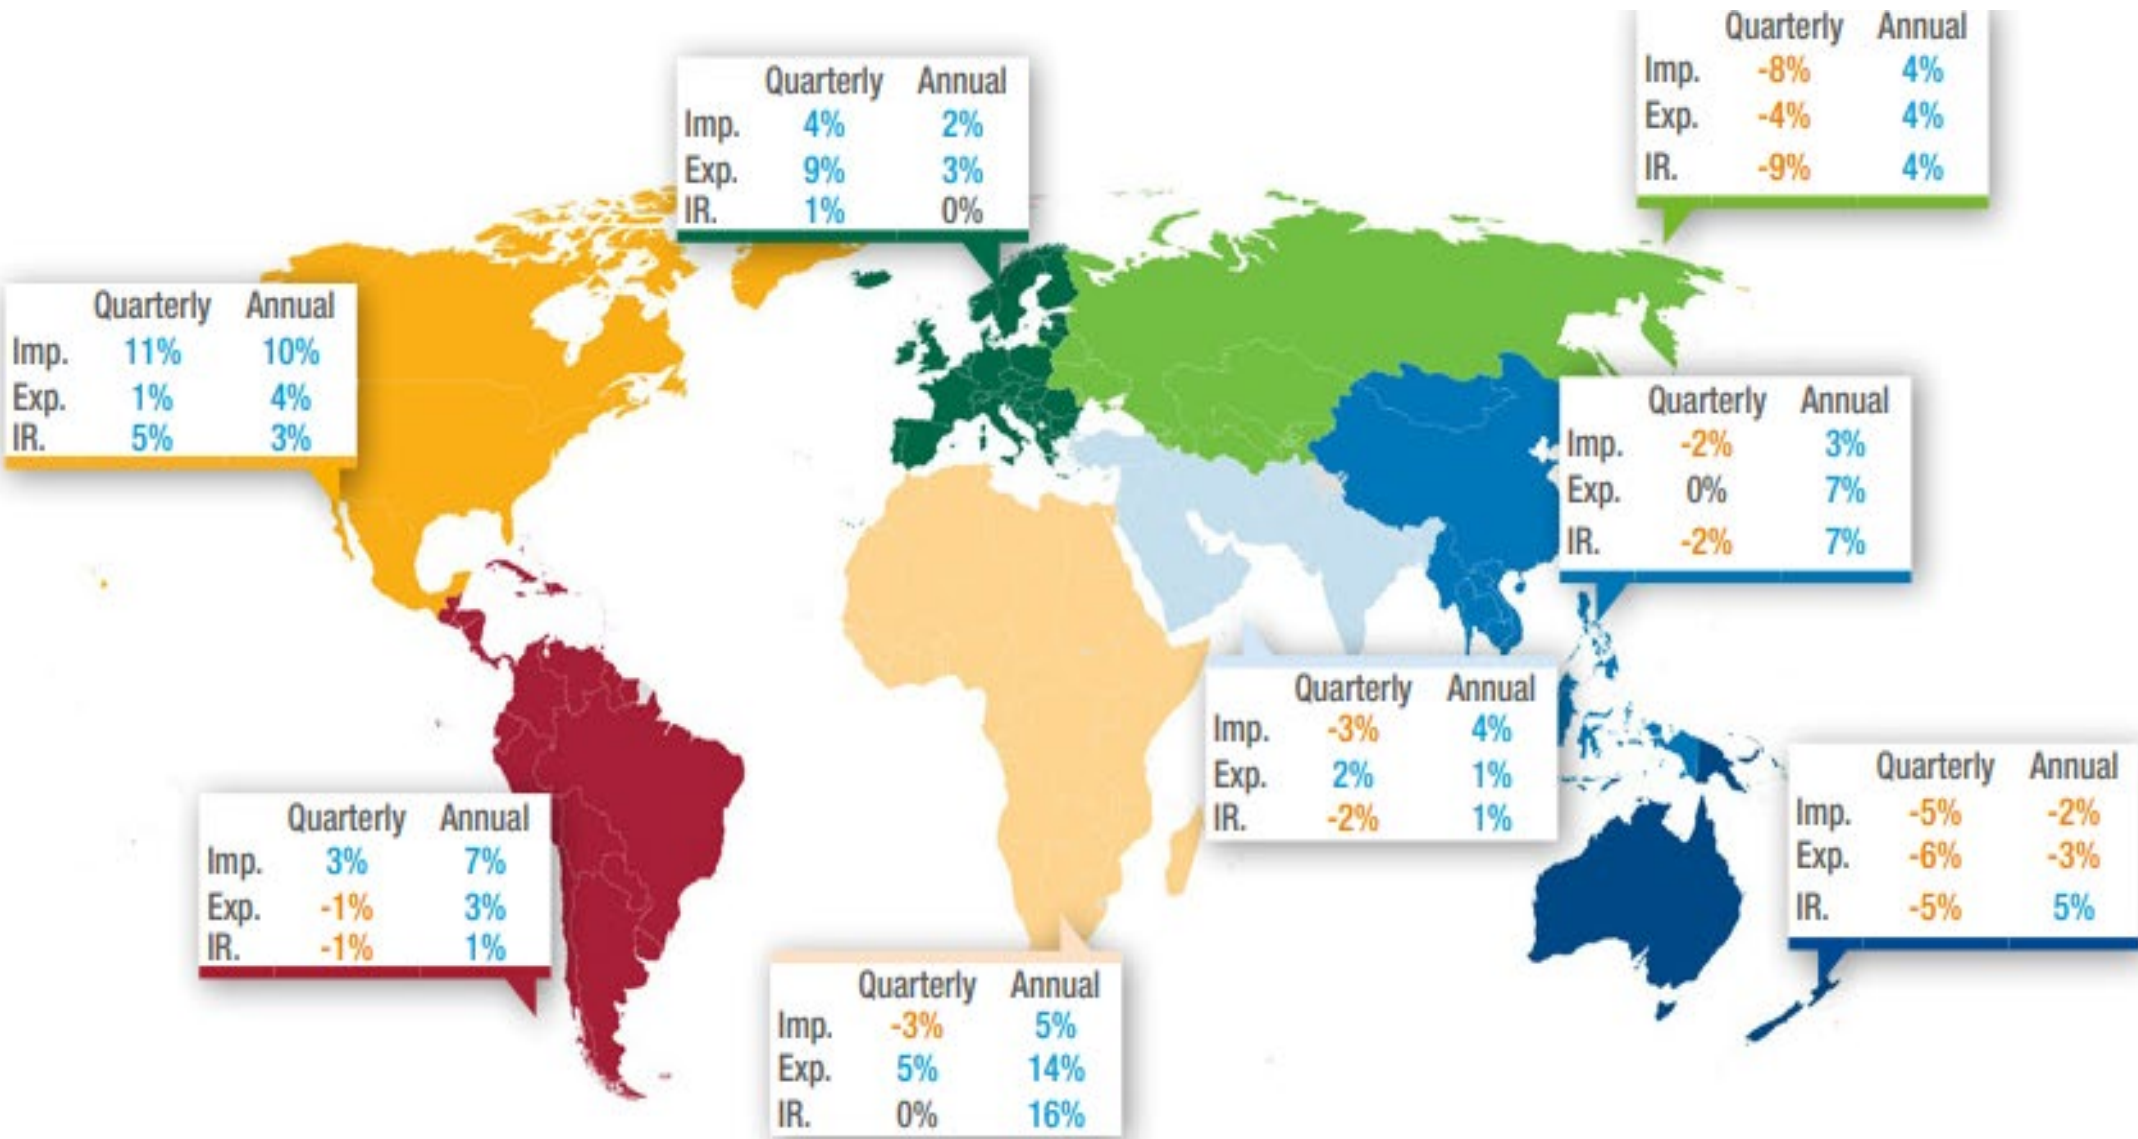 Quarterly Annual
Imp. -8% 4%
Exp. -4% 4%
IR. -9% 4%
Quarterly Annual
Imp. 4% 2%
Exp. 9% 3%
IR. 1% 0%
Quarterly Annual
Imp. 11% 10%
Exp. 1% 4%
IR. 5% 3%
Quarterly Annual
Imp. -2% 3%
Exp. 0% 7%
IR. -2% 7%
Quarterly Annual
Imp. -3% 4%
Exp. 2% 1%
IR. -2% 1%
Quarterly Annual
Imp. -5% -2%
Exp. -6% -3%
IR. -5% 5%
Quarterly Annual
Imp. 3% 7%
Exp. -1% 3%
IR. -1% 1%
Quarterly Annual
Imp. -3% 5%
Exp. 5% 14%
IR. 0% 16%